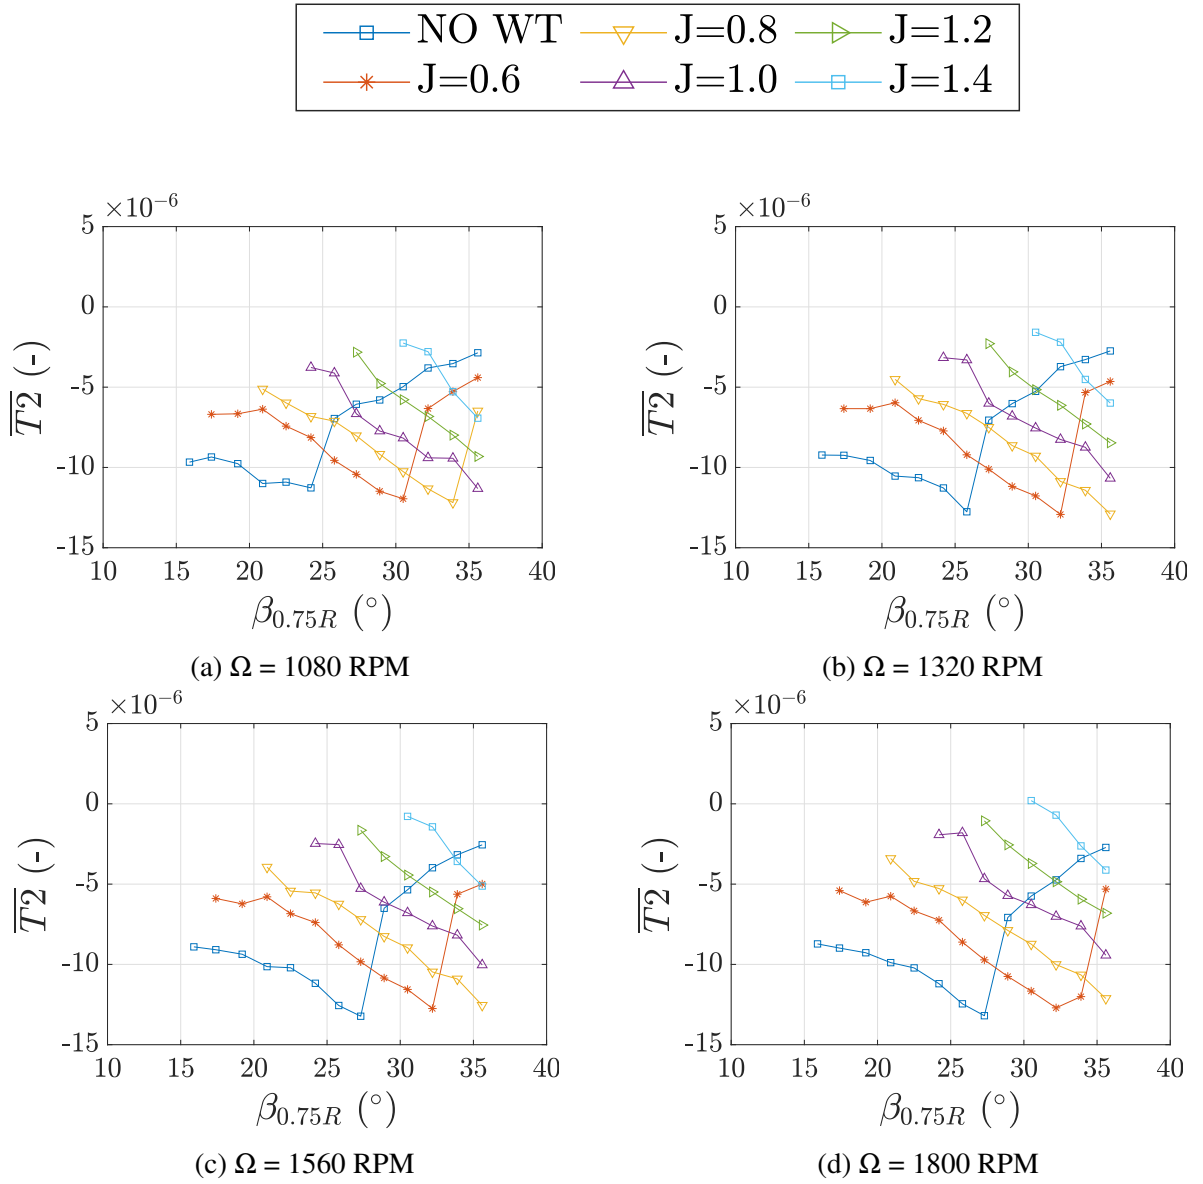 NO WT J=0.8 J=1.2
J=0.6 J=1.0 J=1.4
×10⁻⁶ ×10⁻⁶
5 5
0 0
-5 -5
-10 -10
-15 -15
T̅2̅ (-) T̅2̅ (-)
10 15 20 25 30 35 40 10 15 20 25 30 35 40
β0.75R (°) β0.75R (°)
(a) Ω = 1080 RPM (b) Ω = 1320 RPM
×10⁻⁶ ×10⁻⁶
5 5
0 0
-5 -5
-10 -10
-15 -15
T̅2̅ (-) T̅2̅ (-)
10 15 20 25 30 35 40 10 15 20 25 30 35 40
β0.75R (°) β0.75R (°)
(c) Ω = 1560 RPM (d) Ω = 1800 RPM